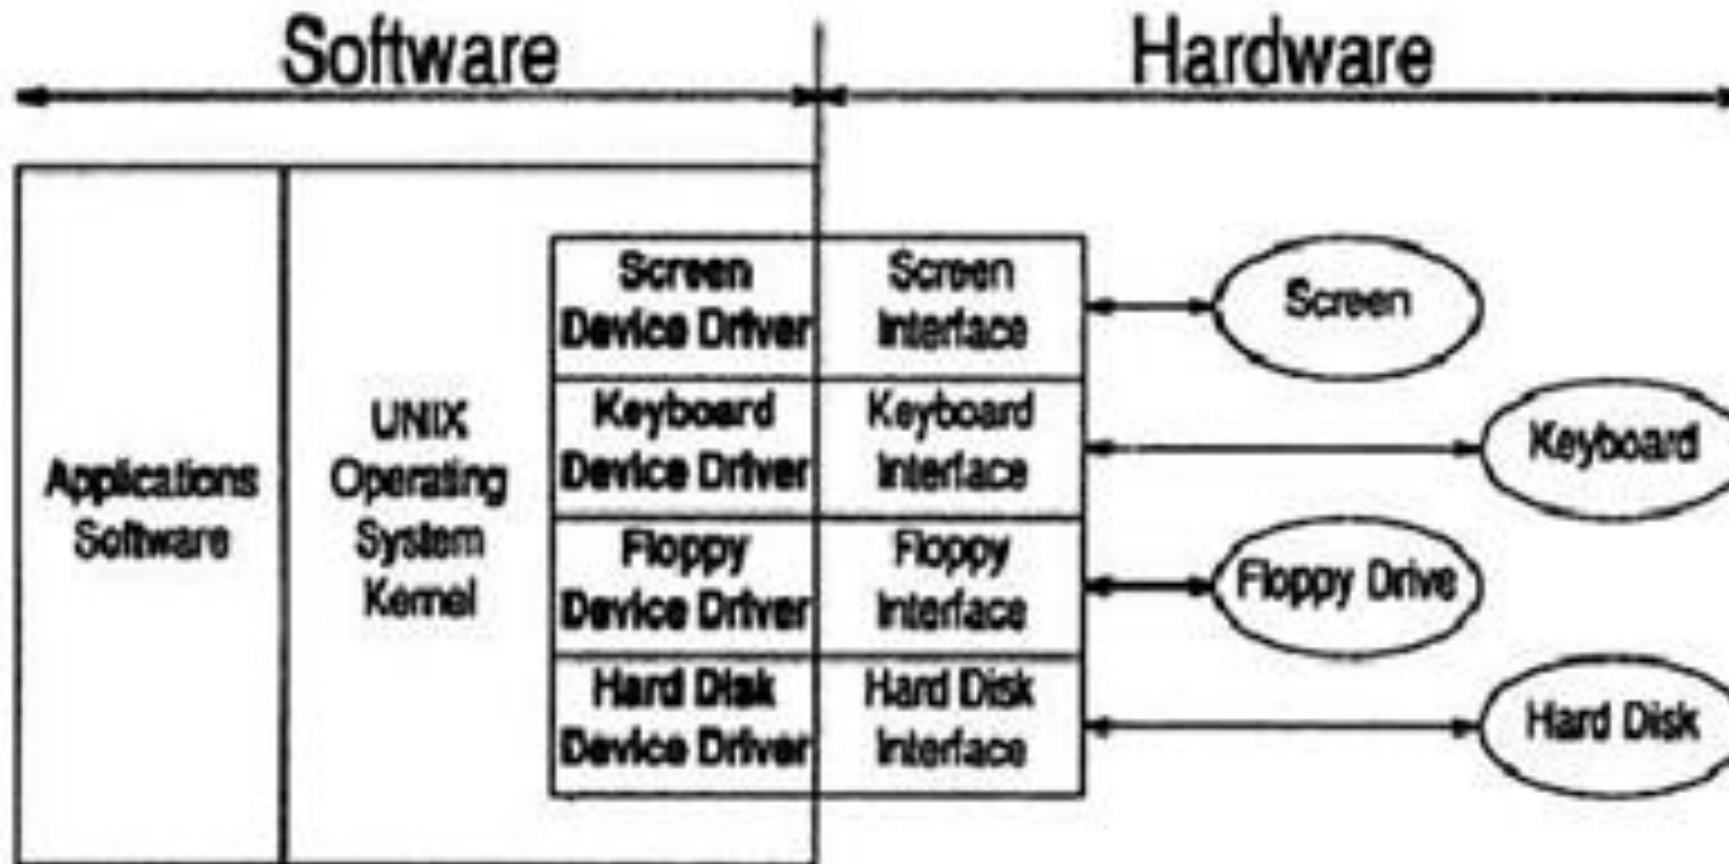 Software
Hardware
Applications
Software
UNIX
Operating
System
Kernel
Screen
Device Driver
Screen
Interface
Screen
Keyboard
Device Driver
Keyboard
Interface
Keyboard
Floppy
Device Driver
Floppy
Interface
Floppy Drive
Hard Disk
Device Driver
Hard Disk
Interface
Hard Disk